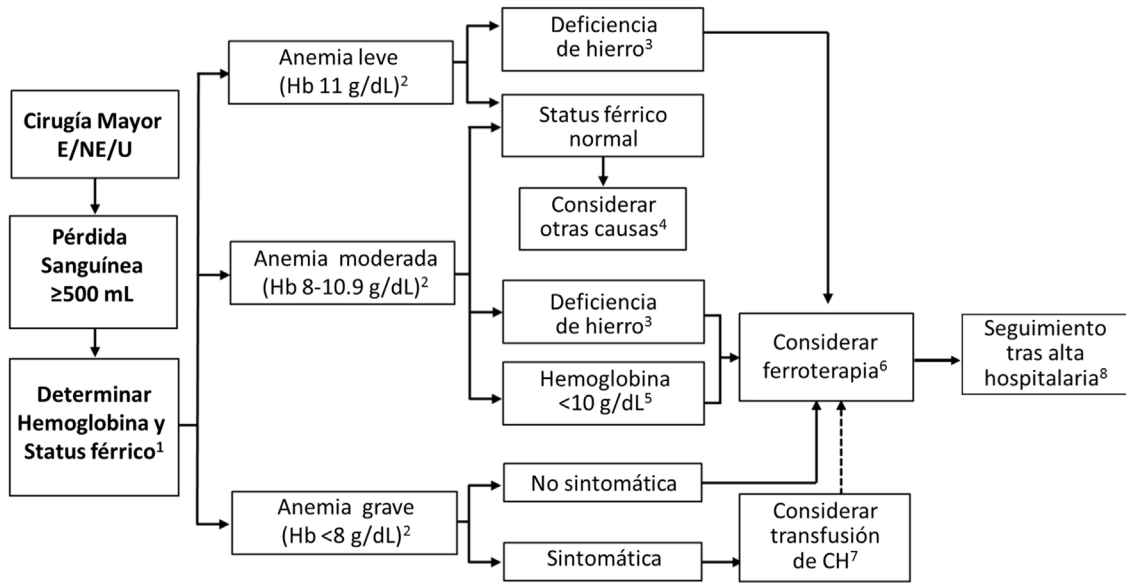 Cirugía Mayor
E/NE/U
Pérdida
Sanguínea
≥500 mL
Determinar
Hemoglobina y
Status férrico¹
Anemia leve
(Hb 11 g/dL)²
Anemia moderada
(Hb 8-10.9 g/dL)²
Anemia grave
(Hb <8 g/dL)²
Deficiencia
de hierro³
Status férrico
normal
Considerar
otras causas⁴
Deficiencia
de hierro³
Hemoglobina
<10 g/dL⁵
No sintomática
Sintomática
Considerar
ferroterapia⁶
Considerar
transfusión
de CH⁷
Seguimiento
tras alta
hospitalaria⁸